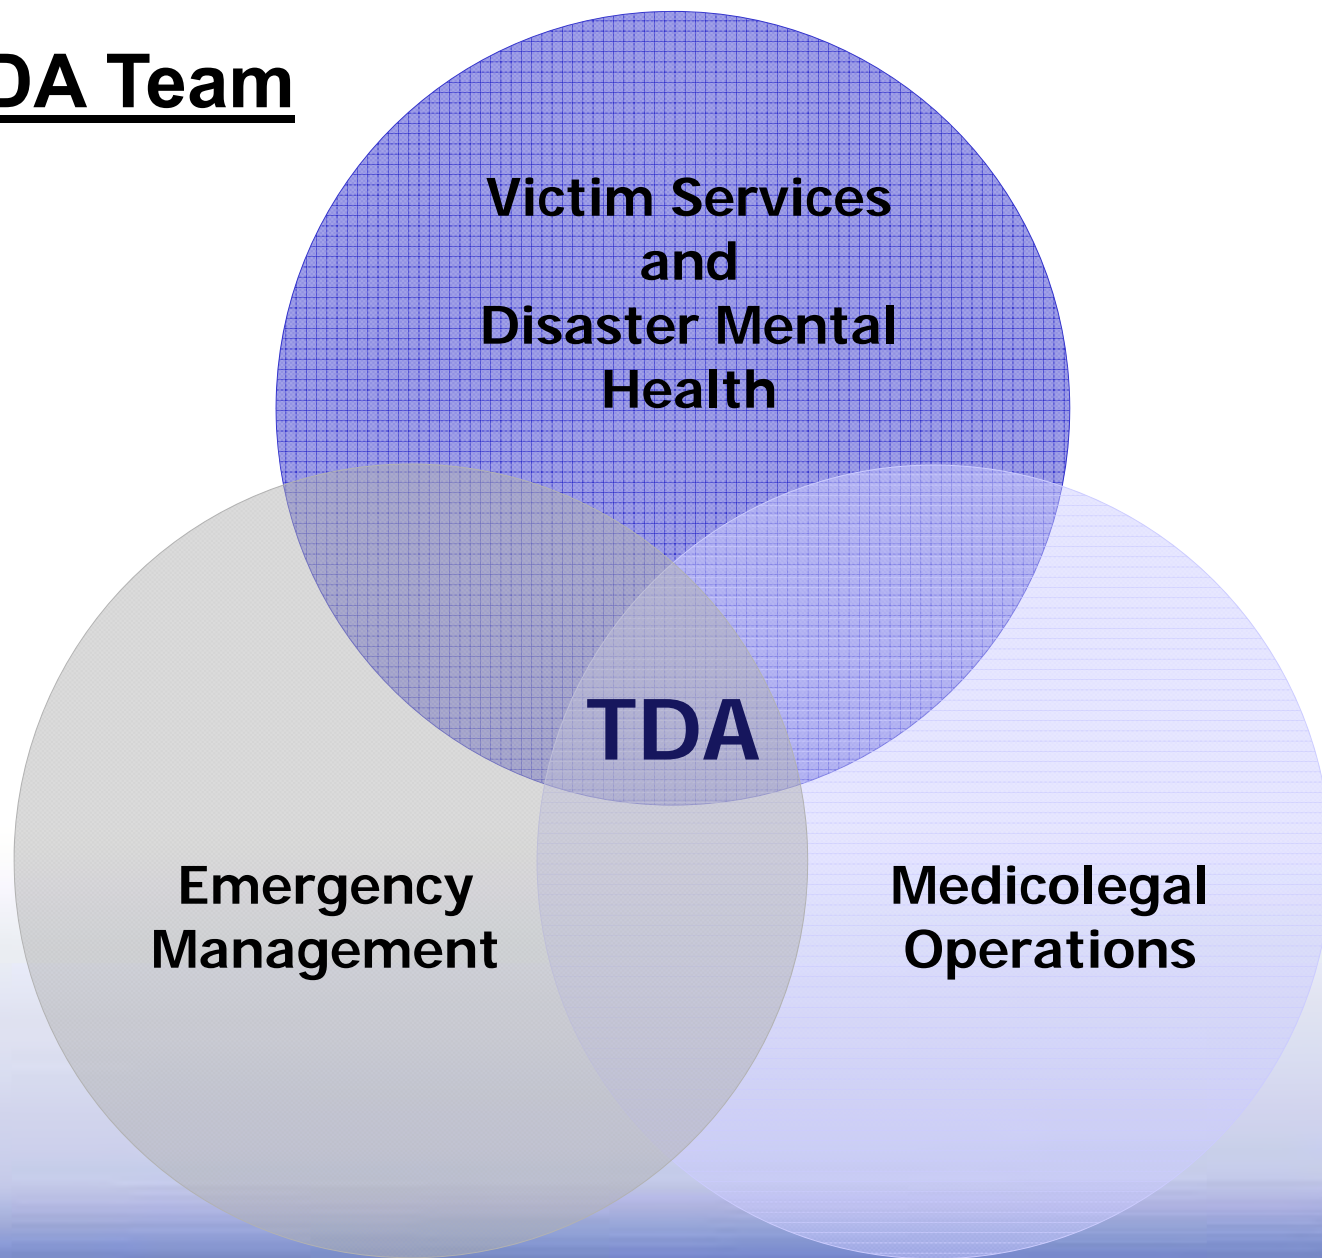 DA Team
Victim Services
and
Disaster Mental
Health
TDA
Emergency
Management
Medicolegal
Operations